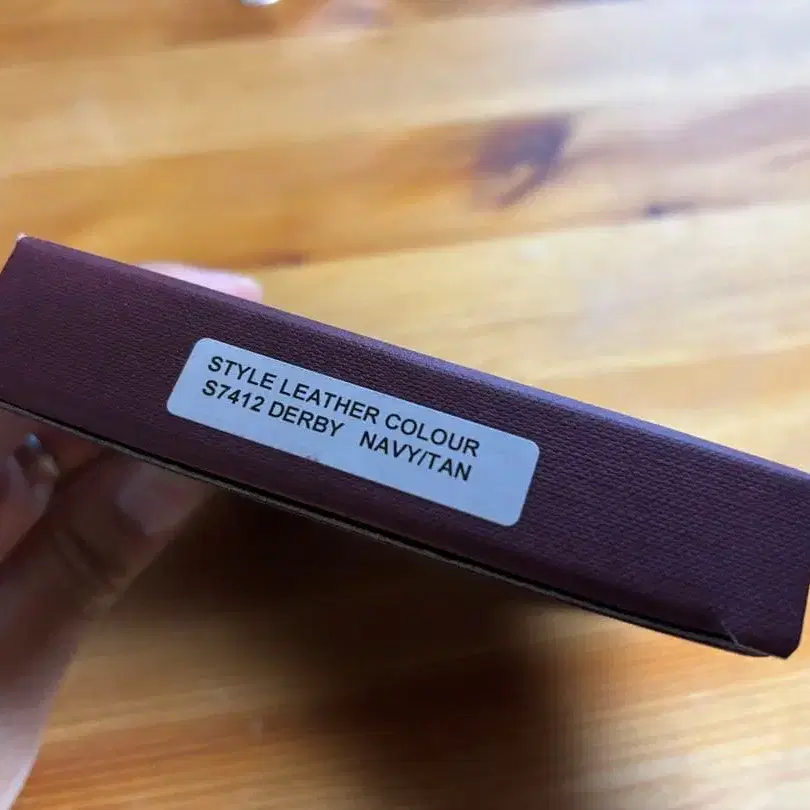 STYLE LEATHER COLOUR
S7412 DERBY NAVY/TAN